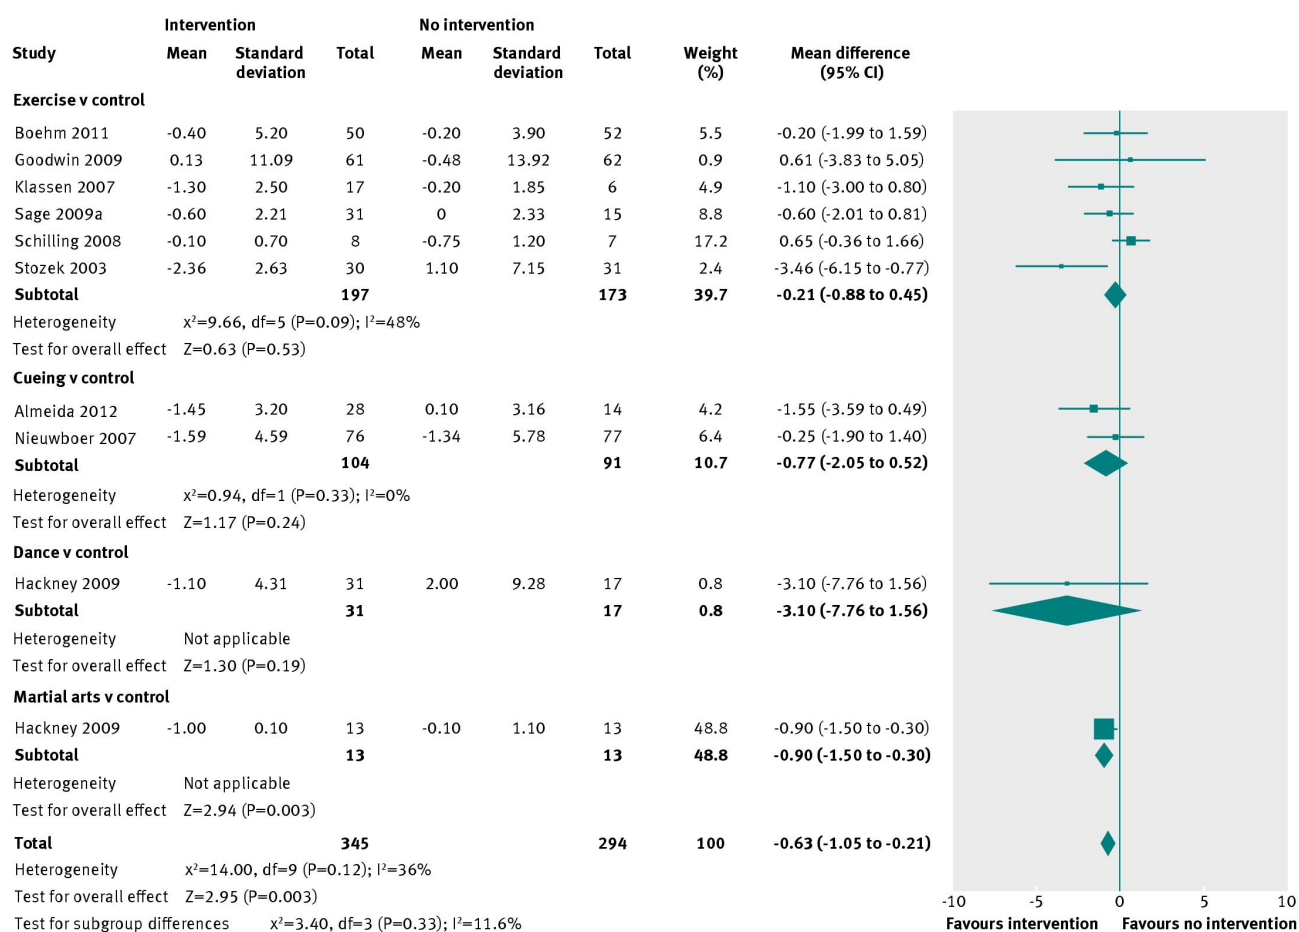 Intervention No intervention
Study Mean Standard deviation Total Mean Standard deviation Total Weight (%) Mean difference (95% CI)
Exercise v control
Boehm 2011 -0.40 5.20 50 -0.20 3.90 52 5.5 -0.20 (-1.99 to 1.59)
Goodwin 2009 0.13 11.09 61 -0.48 13.92 62 0.9 0.61 (-3.83 to 5.05)
Klassen 2007 -1.30 2.50 17 -0.20 1.85 6 4.9 -1.10 (-3.00 to 0.80)
Sage 2009a -0.60 2.21 31 0 2.33 15 8.8 -0.60 (-2.01 to 0.81)
Schilling 2008 -0.10 0.70 8 -0.75 1.20 7 17.2 0.65 (-0.36 to 1.66)
Stozek 2003 -2.36 2.63 30 1.10 7.15 31 2.4 -3.46 (-6.15 to -0.77)
Subtotal 197 173 39.7 -0.21 (-0.88 to 0.45)
Heterogeneity x²=9.66, df=5 (P=0.09); I²=48%
Test for overall effect Z=0.63 (P=0.53)
Cueing v control
Almeida 2012 -1.45 3.20 28 0.10 3.16 14 4.2 -1.55 (-3.59 to 0.49)
Nieuwboer 2007 -1.59 4.59 76 -1.34 5.78 77 6.4 -0.25 (-1.90 to 1.40)
Subtotal 104 91 10.7 -0.77 (-2.05 to 0.52)
Heterogeneity x²=0.94, df=1 (P=0.33); I²=0%
Test for overall effect Z=1.17 (P=0.24)
Dance v control
Hackney 2009 -1.10 4.31 31 2.00 9.28 17 0.8 -3.10 (-7.76 to 1.56)
Subtotal 31 17 0.8 -3.10 (-7.76 to 1.56)
Heterogeneity Not applicable
Test for overall effect Z=1.30 (P=0.19)
Martial arts v control
Hackney 2009 -1.00 0.10 13 -0.10 1.10 13 48.8 -0.90 (-1.50 to -0.30)
Subtotal 13 13 48.8 -0.90 (-1.50 to -0.30)
Heterogeneity Not applicable
Test for overall effect Z=2.94 (P=0.003)
Total 345 294 100 -0.63 (-1.05 to -0.21)
Heterogeneity x²=14.00, df=9 (P=0.12); I²=36%
Test for overall effect Z=2.95 (P=0.003)
Test for subgroup differences x²=3.40, df=3 (P=0.33); I²=11.6%
-10 -5 0 5 10
Favours intervention Favours no intervention